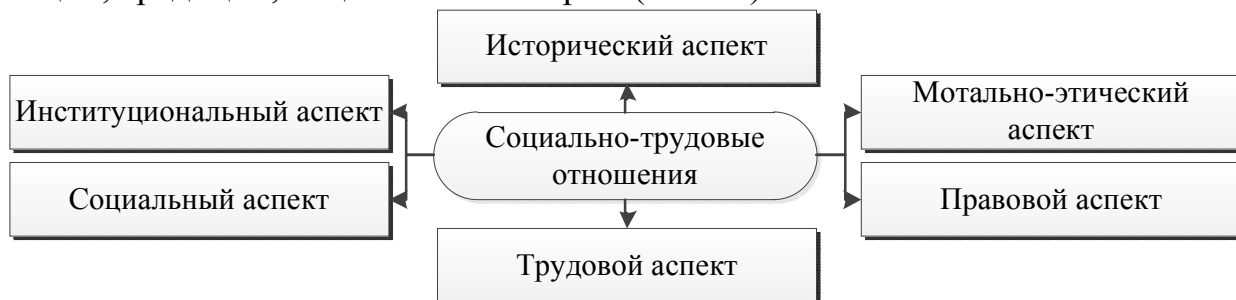 Исторический аспект
Институциональный аспект
Мотально-этический
аспект
Социально-трудовые
отношения
Социальный аспект
Правовой аспект
Трудовой аспект